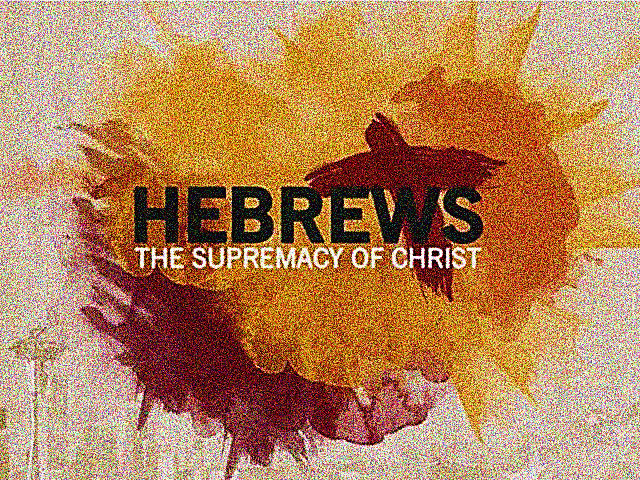 HEBREWS
THE SUPREMACY OF CHRIST